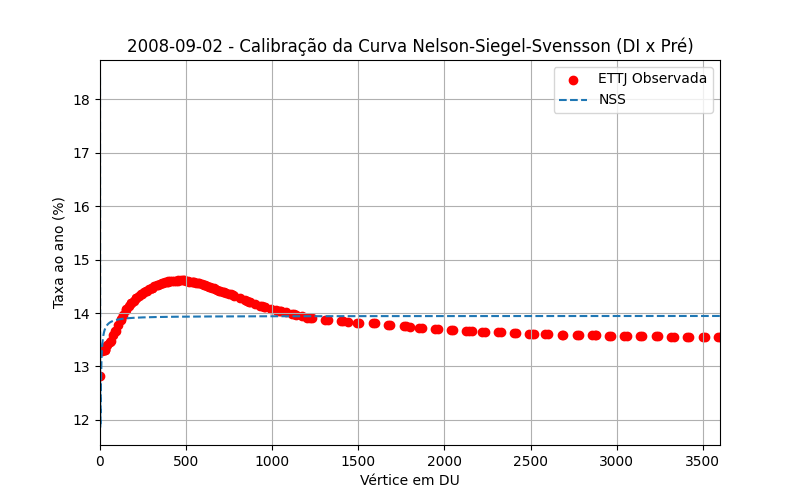 2008-09-02 - Calibração da Curva Nelson-Siegel-Svensson (DI x Pré)
ETTJ Observada
NSS
Taxa ao ano (%)
18
17
16
15
14
13
12
0 500 1000 1500 2000 2500 3000 3500
Vértice em DU